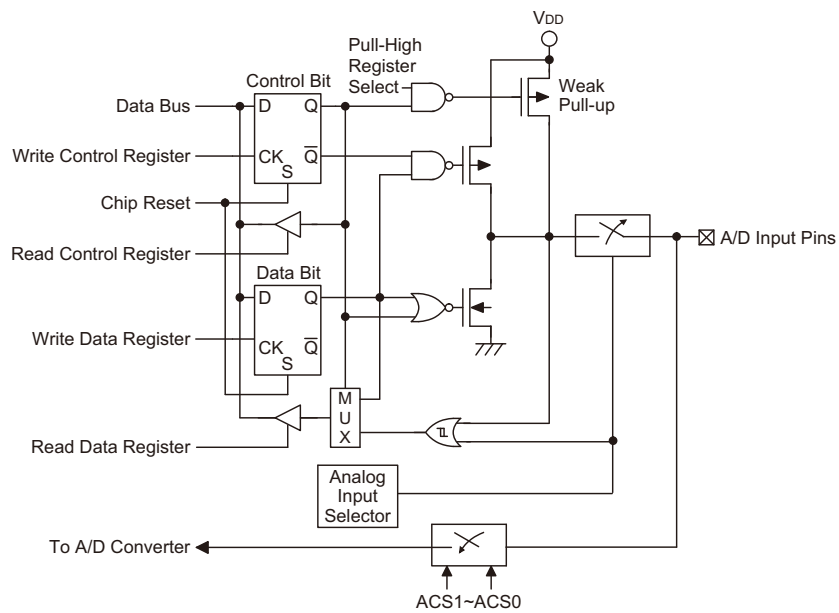 VDD
Pull-High
Register
Select
Weak
Pull-up
Control Bit
Data Bus
D
Q
Write Control Register
CK
Q̅
S
Chip Reset
Read Control Register
A/D Input Pins
Data Bit
D
Q
Write Data Register
CK
Q̅
S
M
U
X
Read Data Register
Analog
Input
Selector
To A/D Converter
ACS1~ACS0